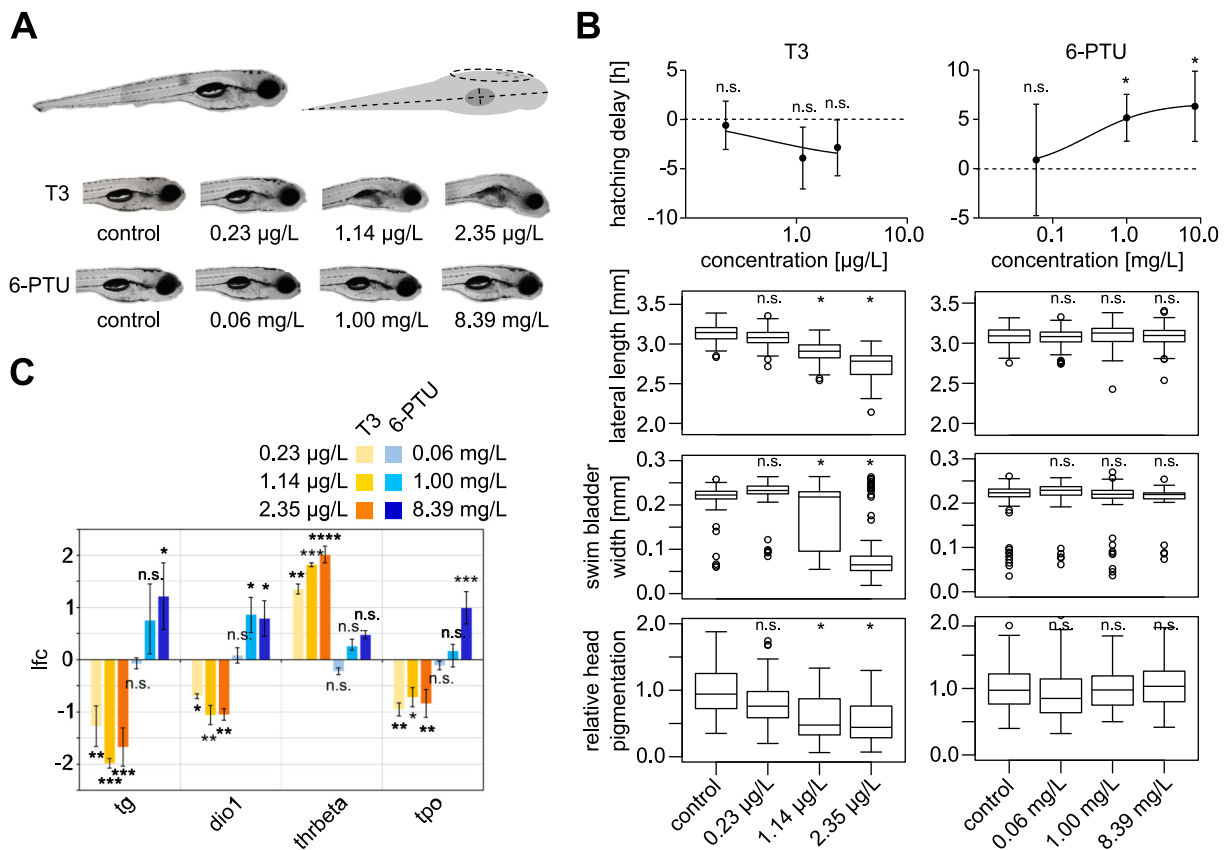 A
T3
control 0.23 µg/L 1.14 µg/L 2.35 µg/L
6-PTU
control 0.06 mg/L 1.00 mg/L 8.39 mg/L
B
T3 6-PTU
hatching delay [h]
5
0
-5
-10
n.s. n.s. n.s.
1.0 10.0
concentration [µg/L]
10
5
0
-5
n.s. * *
0.1 1.0 10.0
concentration [mg/L]
lateral length [mm]
3.5
3.0
2.5
2.0
n.s. * *
3.5
3.0
2.5
2.0
n.s. n.s. n.s.
swim bladder
width [mm]
0.3
0.2
0.1
0.0
n.s. * *
0.3
0.2
0.1
0.0
n.s. n.s. n.s.
relative head
pigmentation
2.0
1.0
0.0
n.s. * *
2.0
1.0
0.0
n.s. n.s. n.s.
control 0.23 µg/L 1.14 µg/L 2.35 µg/L
control 0.06 mg/L 1.00 mg/L 8.39 mg/L
C
T3 6-PTU
0.23 µg/L 0.06 mg/L
1.14 µg/L 1.00 mg/L
2.35 µg/L 8.39 mg/L
lfc
2
1
0
-1
-2
** *** *** n.s. n.s. *
* ** ** n.s. * *
** *** **** n.s. n.s. n.s.
** * ** n.s. n.s. ***
tg dio1 thrbeta tpo